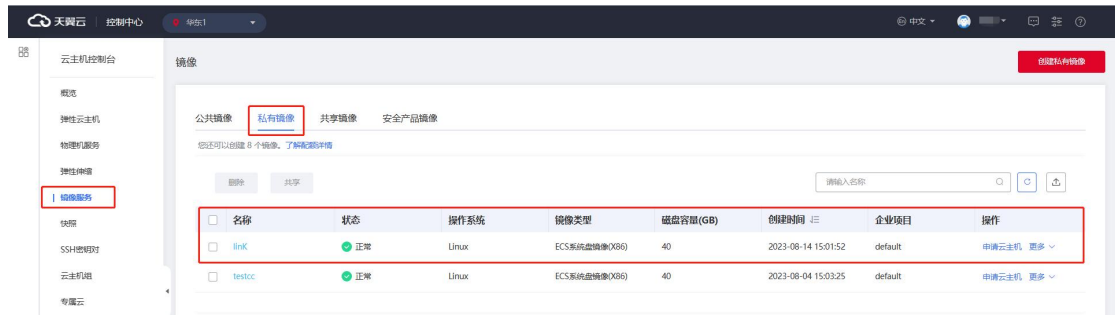 天翼云 控制中心 华东1 中文
云主机控制台
概览
弹性云主机
物理机服务
弹性伸缩
镜像服务
快照
SSH密钥对
云主机组
专属云
镜像 创建私有镜像
公共镜像 私有镜像 共享镜像 安全产品镜像
您还可以创建 8 个镜像。了解配额详情
删除 共享 请输入名称
名称 状态 操作系统 镜像类型 磁盘容量(GB) 创建时间 企业项目 操作
linK 正常 Linux ECS系统盘镜像(X86) 40 2023-08-14 15:01:52 default 申请云主机 更多
testcc 正常 Linux ECS系统盘镜像(X86) 40 2023-08-04 15:03:25 default 申请云主机 更多